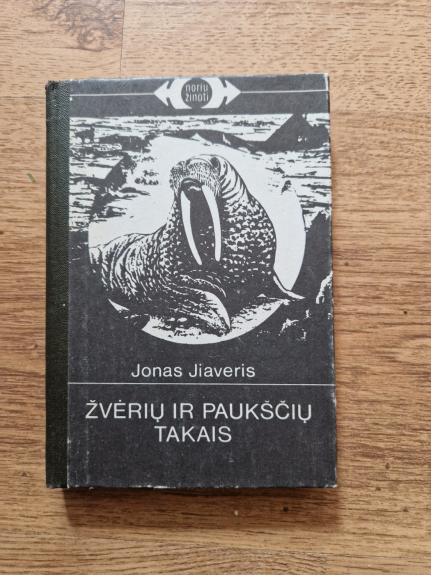 noriu
žinoti
Jonas Jiaveris
ŽVĖRIŲ IR PAUKŠČIŲ
TAKAIS